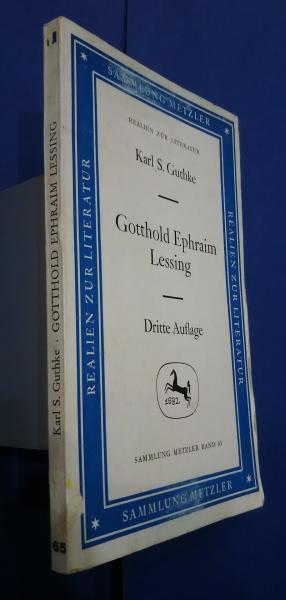 Karl S. Guthke · GOTTHOLD EPHRAIM LESSING
65
SAMMLUNG METZLER
REALIEN ZUR LITERATUR
REALIEN ZUR LITERATUR
Karl S. Guthke
Gotthold Ephraim
Lessing
Dritte Auflage
1682
SAMMLUNG METZLER BAND 65
REALIEN ZUR LITERATUR
SAMMLUNG METZLER